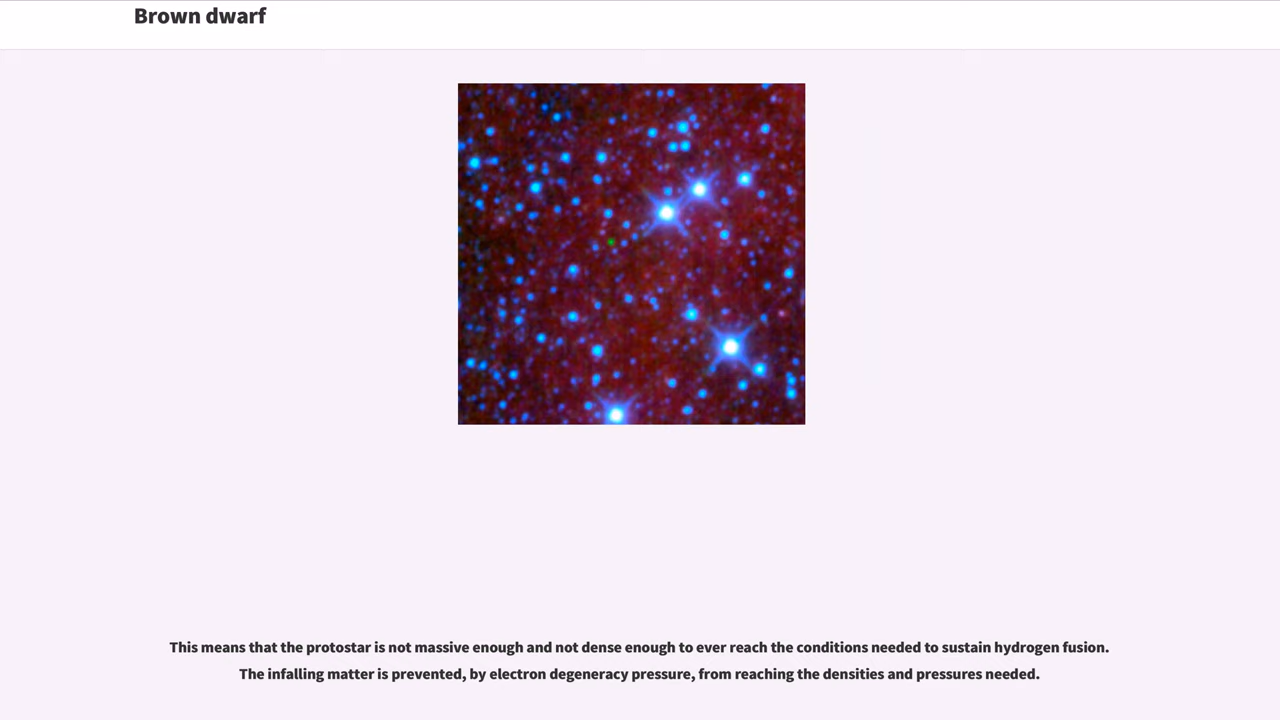 Brown dwarf
This means that the protostar is not massive enough and not dense enough to ever reach the conditions needed to sustain hydrogen fusion.
The infalling matter is prevented, by electron degeneracy pressure, from reaching the densities and pressures needed.